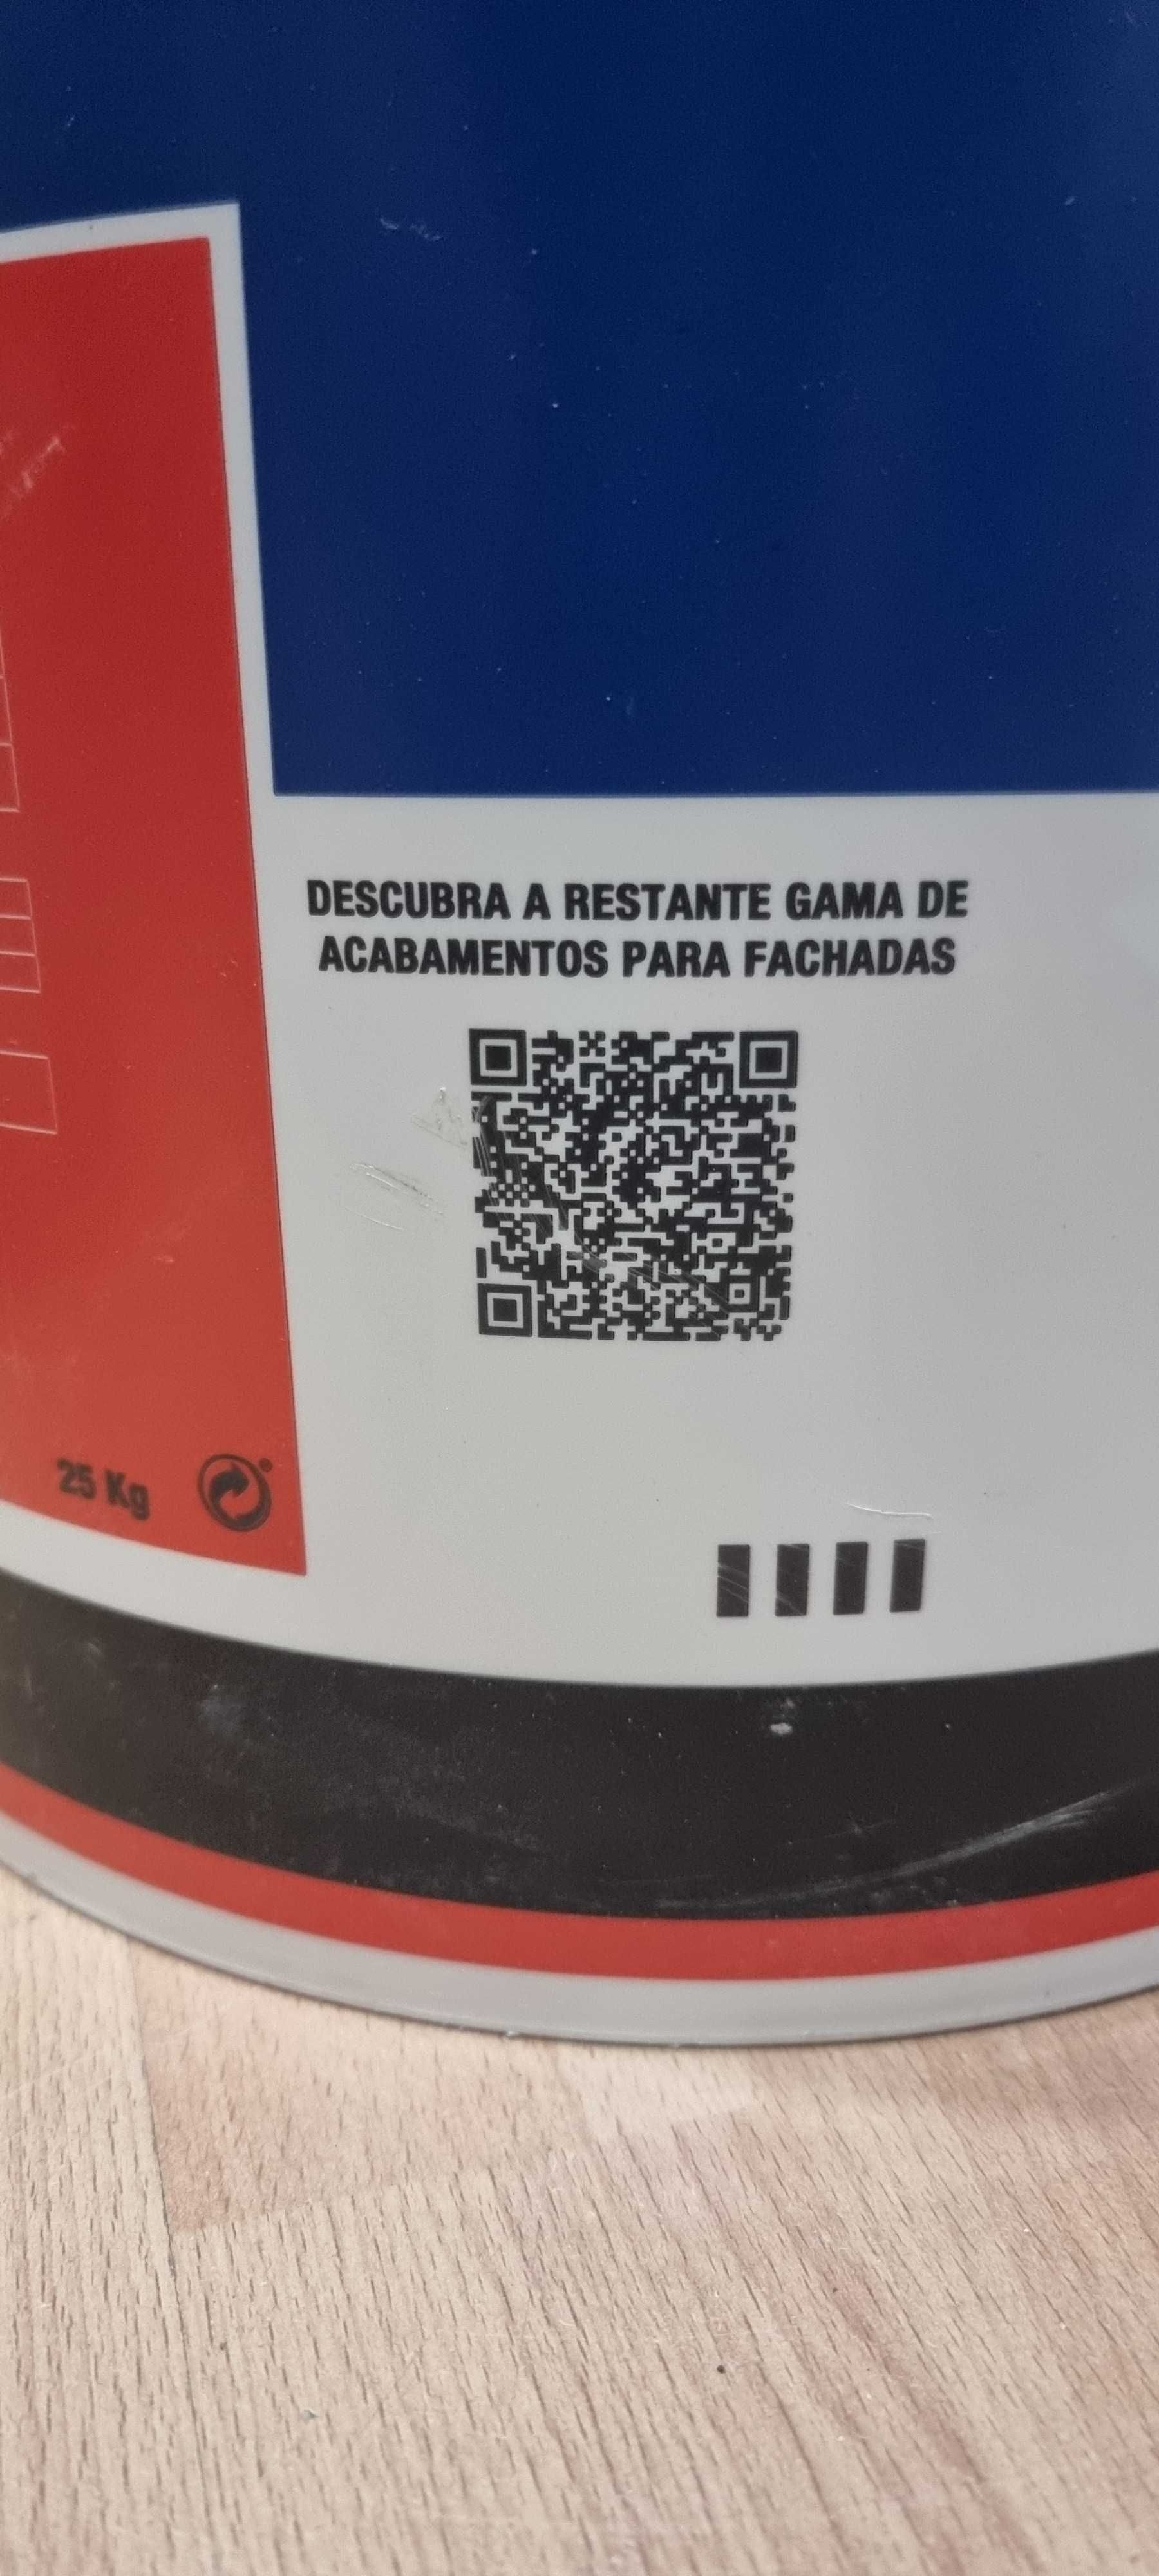 DESCUBRA A RESTANTE GAMA DE
ACABAMENTOS PARA FACHADAS
25 Kg